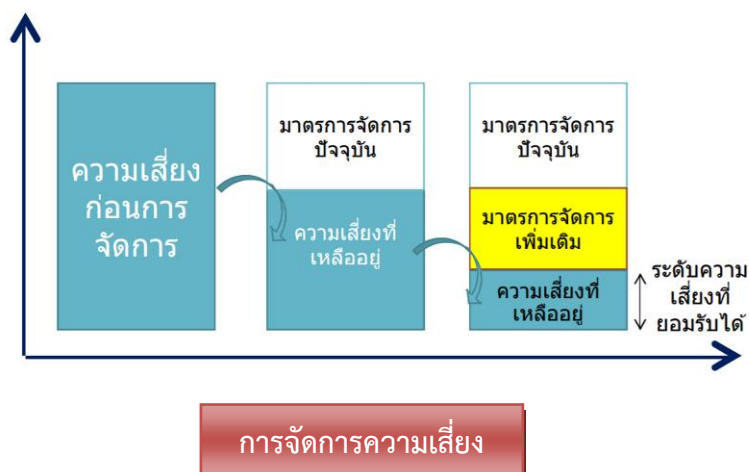 ความเสี่ยง
ก่อนการ
จัดการ
มาตรการจัดการ
ปัจจุบัน
ความเสี่ยงที่
เหลืออยู่
มาตรการจัดการ
ปัจจุบัน
มาตรการจัดการ
เพิ่มเติม
ความเสี่ยงที่
เหลืออยู่
ระดับความ
เสี่ยงที่
ยอมรับได้
การจัดการความเสี่ยง